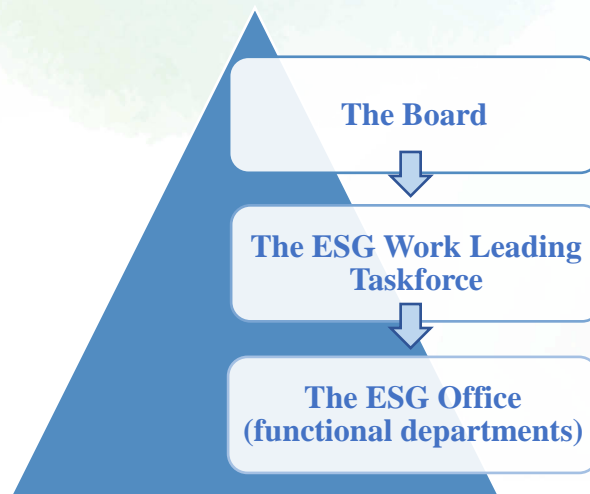 The Board
The ESG Work Leading
Taskforce
The ESG Office
(functional departments)